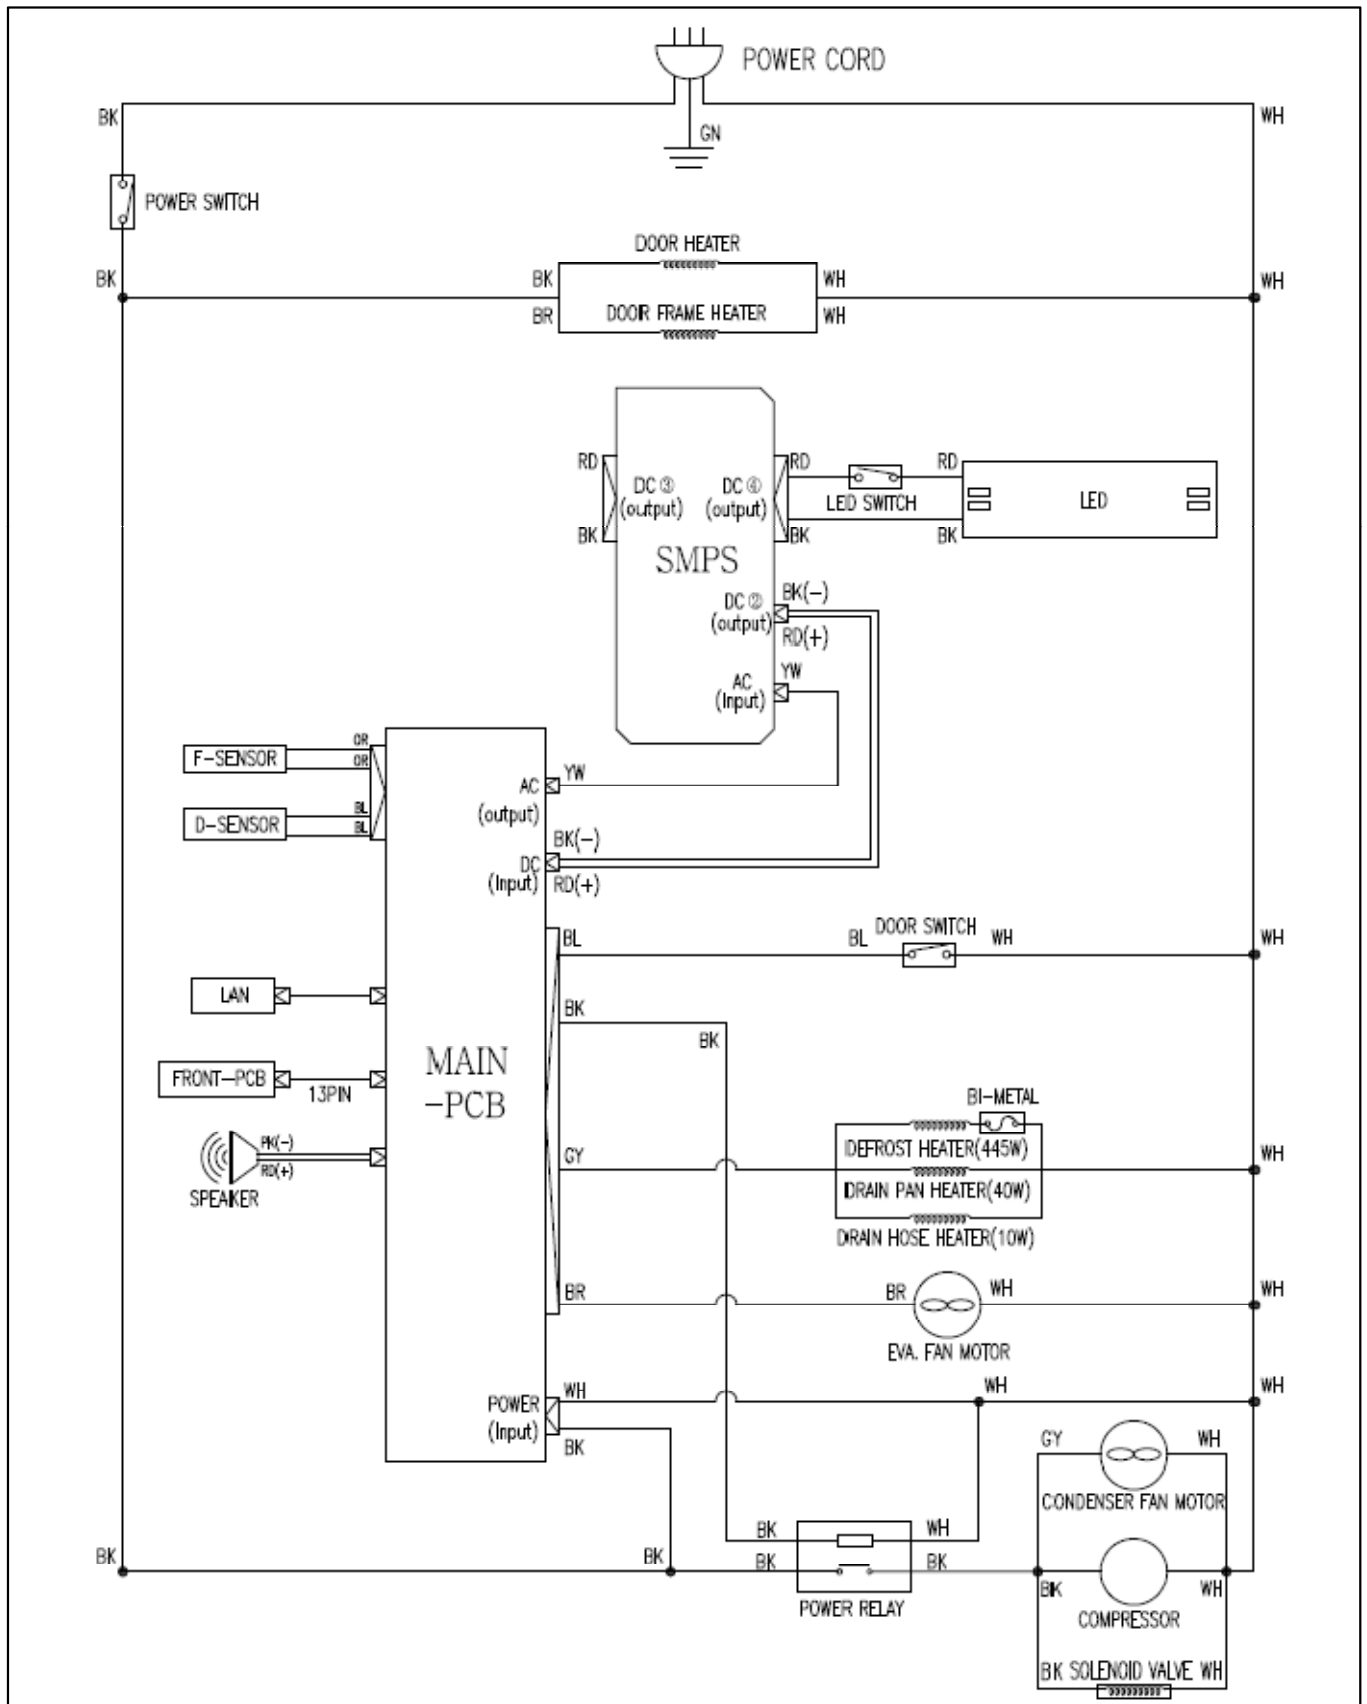 POWER CORD
BK
WH
GN
POWER SWITCH
DOOR HEATER
BK
BK
WH
WH
BR
DOOR FRAME HEATER
WH
RD
DC ③
(output)
BK
DC ④
(output)
RD
BK
LED SWITCH
RD
BK
LED
SMPS
DC ②
(output)
BK(-)
RD(+)
AC
(Input)
YW
F-SENSOR
OR
OR
D-SENSOR
BL
BL
AC
(output)
YW
DC
(Input)
BK(-)
RD(+)
BL
BL
DOOR SWITCH
WH
WH
LAN
BK
BK
MAIN
-PCB
FRONT-PCB
13PIN
PK(-)
RD(+)
SPEAKER
GY
BI-METAL
DEFROST HEATER(445W)
DRAIN PAN HEATER(40W)
DRAIN HOSE HEATER(10W)
WH
BR
BR
WH
WH
EVA. FAN MOTOR
POWER
(Input)
WH
BK
WH
WH
GY
WH
CONDENSER FAN MOTOR
BK
BK
BK
WH
BK
BK
POWER RELAY
BK
WH
COMPRESSOR
BK SOLENOID VALVE WH